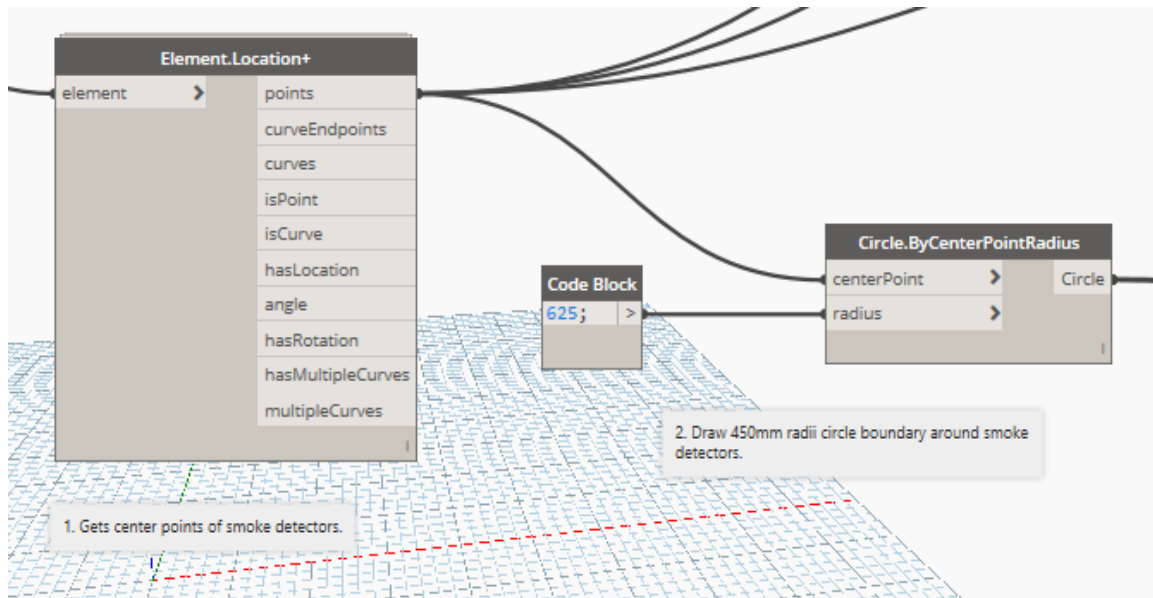 Element.Location+
element >
points
curveEndpoints
curves
isPoint
isCurve
hasLocation
angle
hasRotation
hasMultipleCurves
multipleCurves
Code Block
625; >
Circle.ByCenterPointRadius
centerPoint > Circle
radius >
1. Gets center points of smoke detectors.
2. Draw 450mm radii circle boundary around smoke
detectors.